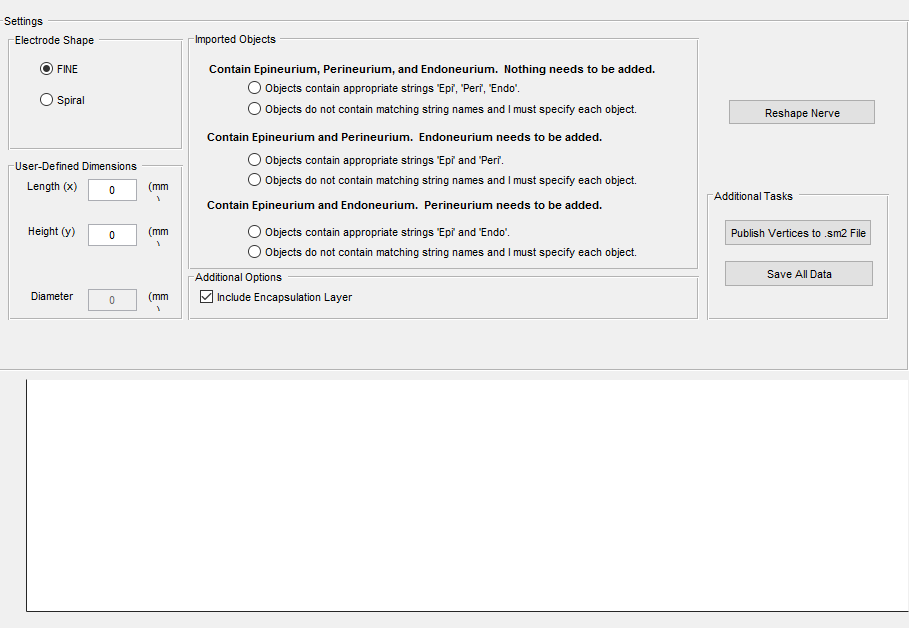 Settings
Electrode Shape
FINE
Spiral
User-Defined Dimensions
Length (x)
0
(mm
\
Height (y)
0
(mm
\
Diameter
0
(mm
\
Imported Objects
Contain Epineurium, Perineurium, and Endoneurium.  Nothing needs to be added.
Objects contain appropriate strings 'Epi', 'Peri', 'Endo'.
Objects do not contain matching string names and I must specify each object.
Contain Epineurium and Perineurium.  Endoneurium needs to be added.
Objects contain appropriate strings 'Epi' and 'Peri'.
Objects do not contain matching string names and I must specify each object.
Contain Epineurium and Endoneurium.  Perineurium needs to be added.
Objects contain appropriate strings 'Epi' and 'Endo'.
Objects do not contain matching string names and I must specify each object.
Additional Options
Include Encapsulation Layer
Reshape Nerve
Additional Tasks
Publish Vertices to .sm2 File
Save All Data